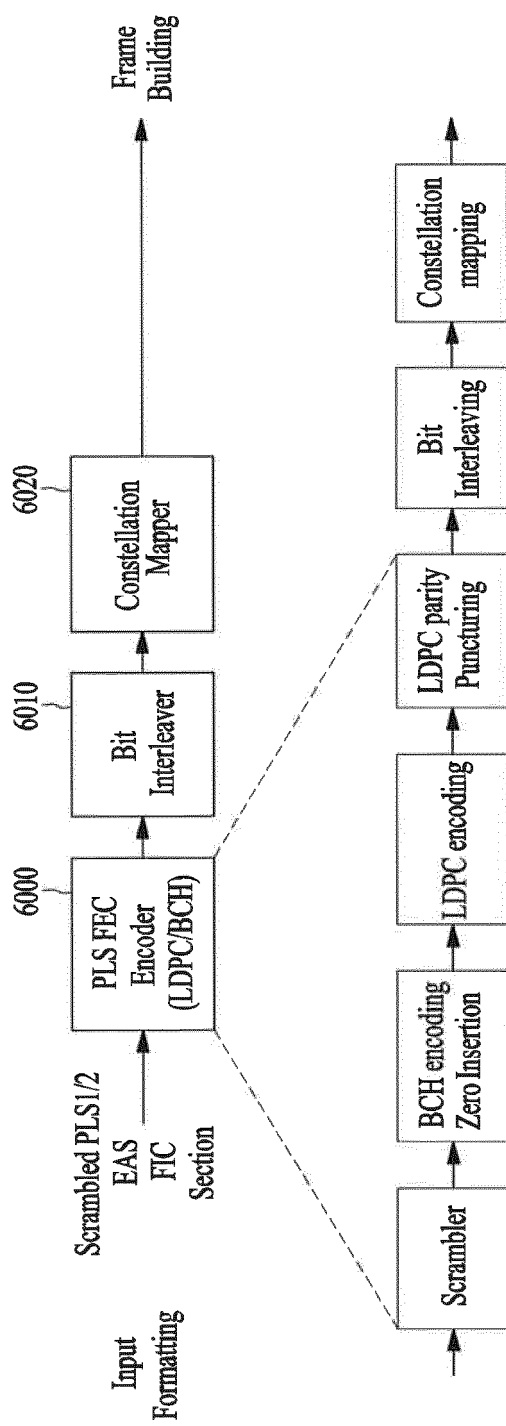 Input
Formatting
Scrambled PLS1/2
EAS
FIC
Section
6000
PLS FEC
Encoder
(LDPC/BCH)
6010
Bit
Interleaver
6020
Constellation
Mapper
Frame
Building
Scrambler
BCH encoding
Zero Insertion
LDPC encoding
LDPC parity
Puncturing
Bit
Interleaving
Constellation
mapping